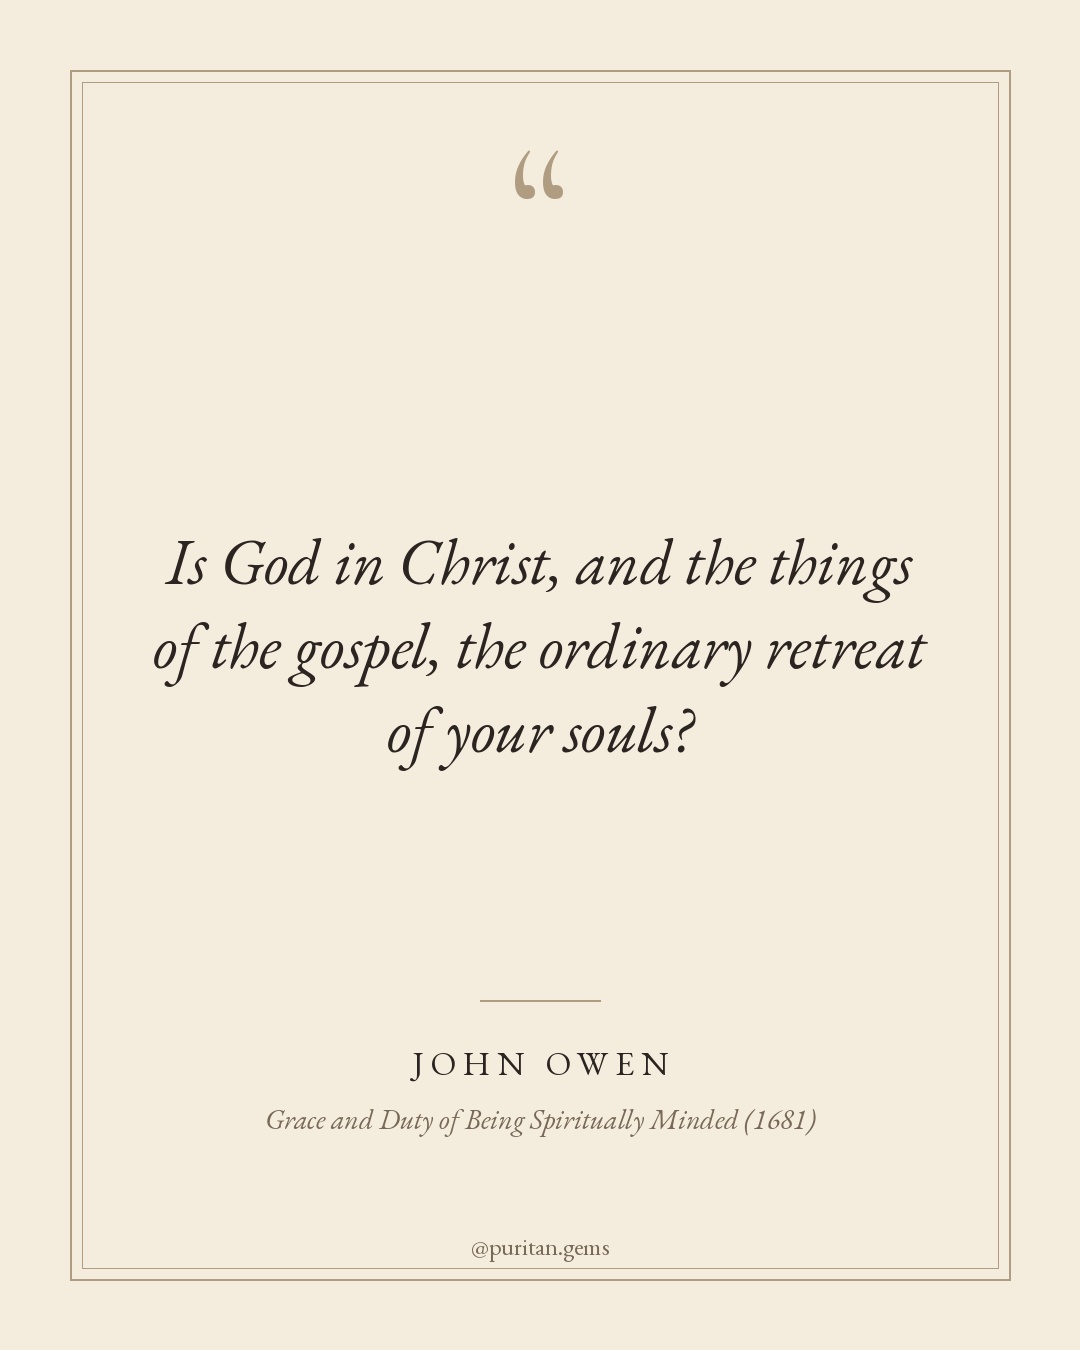 “
Is God in Christ, and the things
of the gospel, the ordinary retreat
of your souls?
JOHN OWEN
Grace and Duty of Being Spiritually Minded (1681)
@puritan.gems